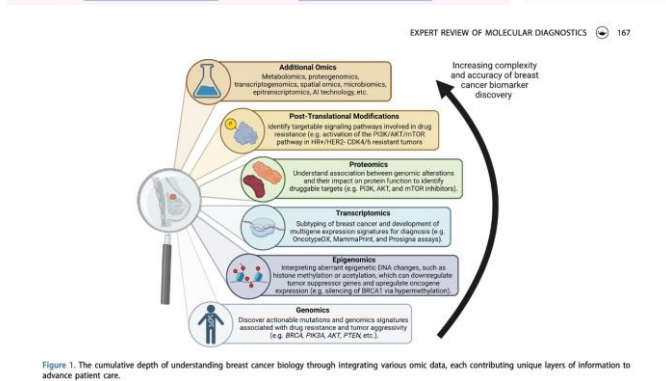 EXPERT REVIEW OF MOLECULAR DIAGNOSTICS 167
Additional Omics
Metabolomics, proteogenomics,
transcriptogenomics, spatial omics, microbiomics,
epitranscriptomics, AI technology, etc.
Increasing complexity
and accuracy of breast
cancer biomarker
discovery
Post-Translational Modifications
Identify targetable signaling pathways involved in drug
resistance (e.g. activation of the PI3K/AKT/mTOR
pathway in HR+/HER2- CDK4/6 resistant tumors
P
Proteomics
Understand association between genomic alterations
and their impact on protein function to identify
druggable targets (e.g. PI3K, AKT, and mTOR inhibitors).
Transcriptomics
Subtyping of breast cancer and development of
multigene expression signatures for diagnosis (e.g.
OncotypeDX, MammaPrint, and Prosigna assays).
Epigenomics
Interpreting aberrant epigenetic DNA changes, such as
histone methylation or acetylation, which can downregulate
tumor suppressor genes and upregulate oncogene
expression (e.g. silencing of BRCA1 via hypermethylation).
Genomics
Discover actionable mutations and genomics signatures
associated with drug resistance and tumor aggressivity
(e.g. BRCA, PIK3A, AKT, PTEN, etc.).
Figure 1. The cumulative depth of understanding breast cancer biology through integrating various omic data, each contributing unique layers of information to
advance patient care.